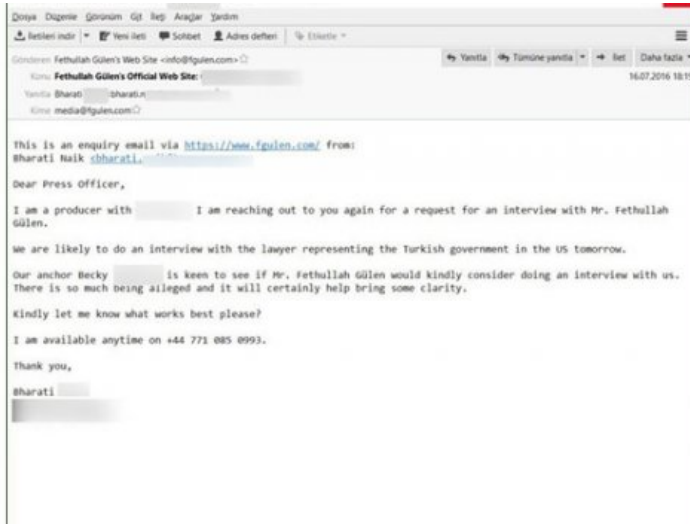 Dosya Düzenle Görünüm Git İleti Araçlar Yardım
İletileri indir Yeni ileti Sohbet Adres defteri Etiketle
Gönderen Fethullah Gülen's Web Site <info@fgulen.com>
Yanıtla Tümüne yanıtla İlet Daha fazla
Konu Fethullah Gülen's Official Web Site:
16.07.2016 18:19
Yanıtla Bharati bharati.n
Kime media@fgulen.com
This is an enquiry email via https://www.fgulen.com/ from:
Bharati Naik <bharati.
Dear Press Officer,
I am a producer with I am reaching out to you again for a request for an interview with Mr. Fethullah
Gülen.
We are likely to do an interview with the lawyer representing the Turkish government in the US tomorrow.
Our anchor Becky is keen to see if Mr. Fethullah Gülen would kindly consider doing an interview with us.
There is so much being alleged and it will certainly help bring some clarity.
Kindly let me know what works best please?
I am available anytime on +44 771 085 0993.
Thank you,
Bharati